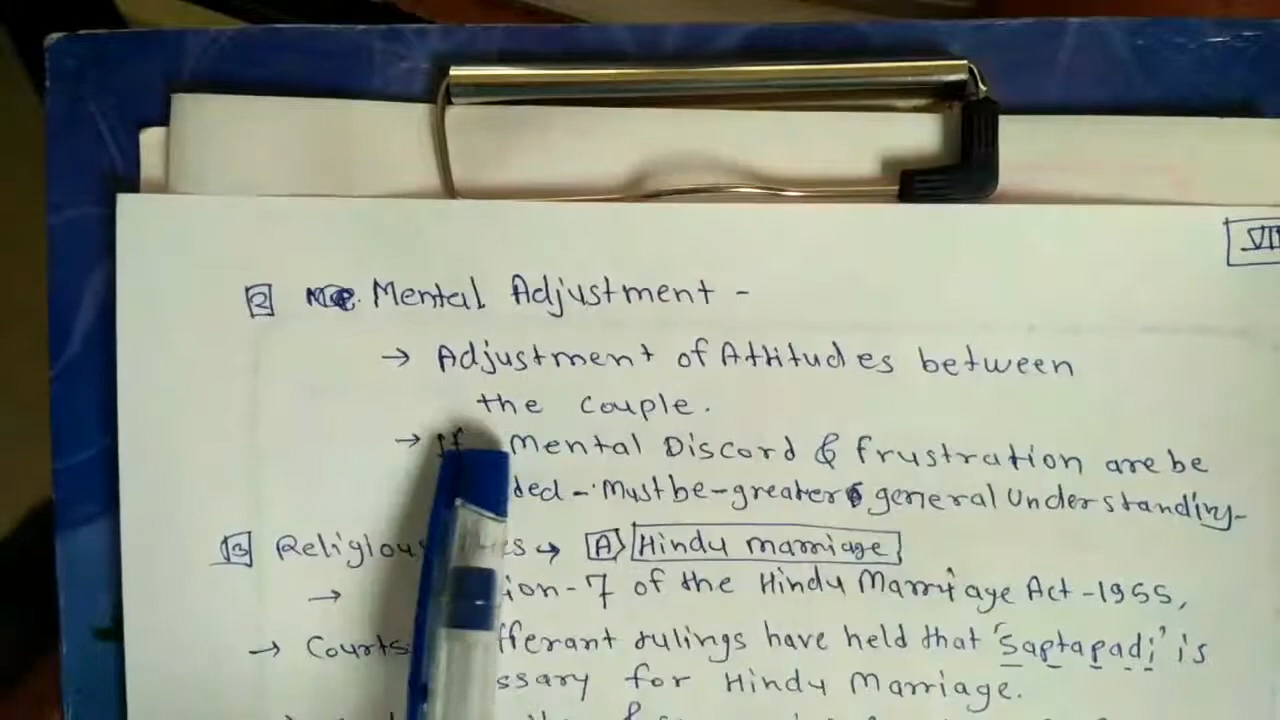 VII
2 Mental Adjustment -
→ Adjustment of Attitudes between
the couple.
→ If Mental Discord & frustration are be
ded - Must be - greater & general Understanding -
3 Religious → A Hindu marriage
→ ion-7 of the Hindu Marriage Act - 1955,
→ Courts fferant rulings have held that 'Saptapadi' is
ssary for Hindu Marriage.